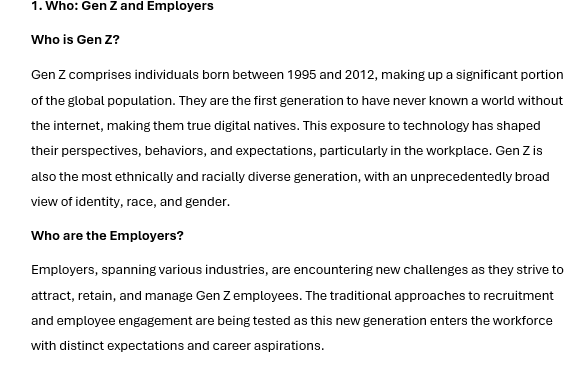 1. Who: Gen Z and Employers
Who is Gen Z?
Gen Z comprises individuals born between 1995 and 2012, making up a significant portion
of the global population. They are the first generation to have never known a world without
the internet, making them true digital natives. This exposure to technology has shaped
their perspectives, behaviors, and expectations, particularly in the workplace. Gen Z is
also the most ethnically and racially diverse generation, with an unprecedentedly broad
view of identity, race, and gender.
Who are the Employers?
Employers, spanning various industries, are encountering new challenges as they strive to
attract, retain, and manage Gen Z employees. The traditional approaches to recruitment
and employee engagement are being tested as this new generation enters the workforce
with distinct expectations and career aspirations.